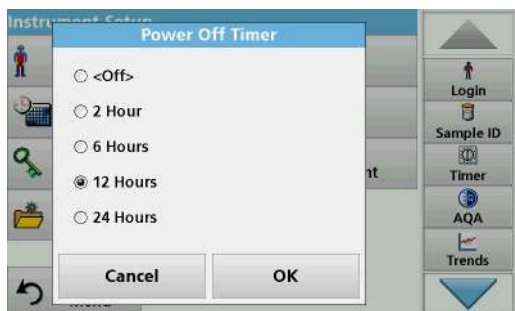 Power Off Timer
<Off>
2 Hour
6 Hours
12 Hours
24 Hours
Cancel
OK
Login
Sample ID
Timer
AQA
Trends